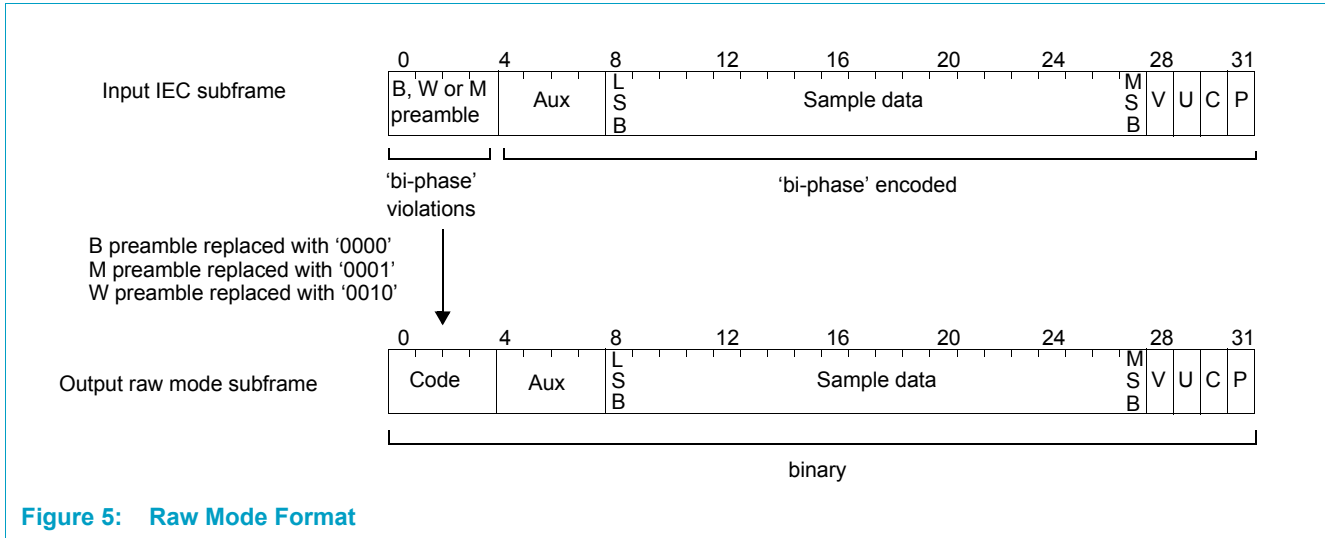 0 4 8 12 16 20 24 28 31
Input IEC subframe
B, W or M
preamble
Aux
L
S
B
Sample data
M
S
B
V U C P
‘bi-phase’
violations
‘bi-phase’ encoded
B preamble replaced with ‘0000’
M preamble replaced with ‘0001’
W preamble replaced with ‘0010’
0 4 8 12 16 20 24 28 31
Output raw mode subframe
Code
Aux
L
S
B
Sample data
M
S
B
V U C P
binary
Figure 5: Raw Mode Format